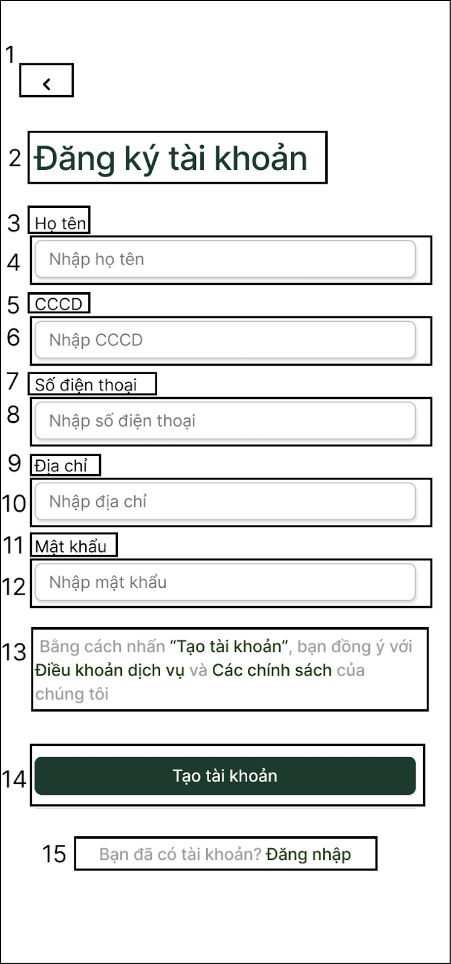 1
<
2 Đăng ký tài khoản
3 Họ tên
4 Nhập họ tên
5 CCCD
6 Nhập CCCD
7 Số điện thoại
8 Nhập số điện thoại
9 Địa chỉ
10 Nhập địa chỉ
11 Mật khẩu
12 Nhập mật khẩu
13 Bằng cách nhấn “Tạo tài khoản”, bạn đồng ý với
Điều khoản dịch vụ và Các chính sách của
chúng tôi
14 Tạo tài khoản
15 Bạn đã có tài khoản? Đăng nhập